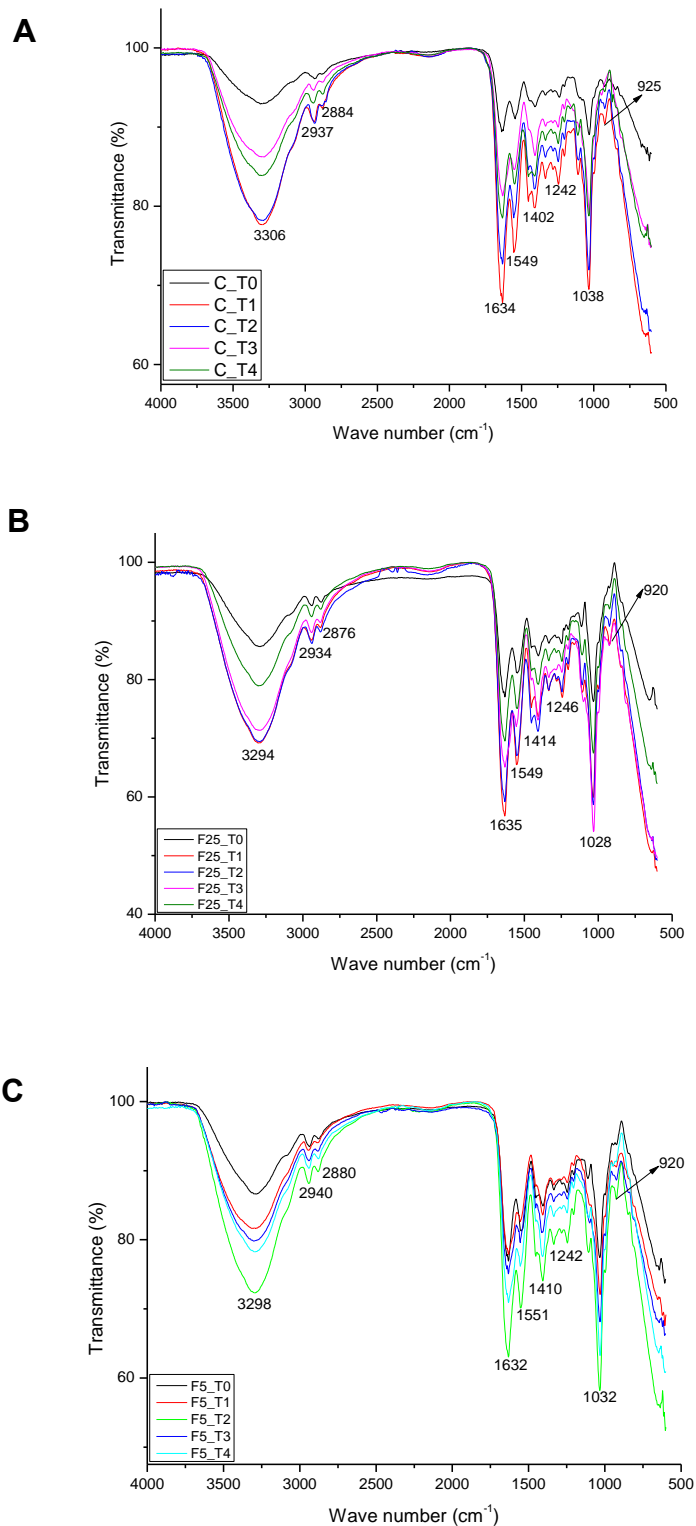 A
100
80
60
Transmittance (%)
2884
2937
3306
925
1242
1402
1549
1634
1038
C_T0
C_T1
C_T2
C_T3
C_T4
4000 3500 3000 2500 2000 1500 1000 500
Wave number (cm⁻¹)
B
100
80
60
40
Transmittance (%)
2876
2934
3294
920
1246
1414
1549
1635
1028
F25_T0
F25_T1
F25_T2
F25_T3
F25_T4
4000 3500 3000 2500 2000 1500 1000 500
Wave number (cm⁻¹)
C
100
80
60
Transmittance (%)
2880
2940
3298
920
1242
1410
1551
1632
1032
F5_T0
F5_T1
F5_T2
F5_T3
F5_T4
4000 3500 3000 2500 2000 1500 1000 500
Wave number (cm⁻¹)